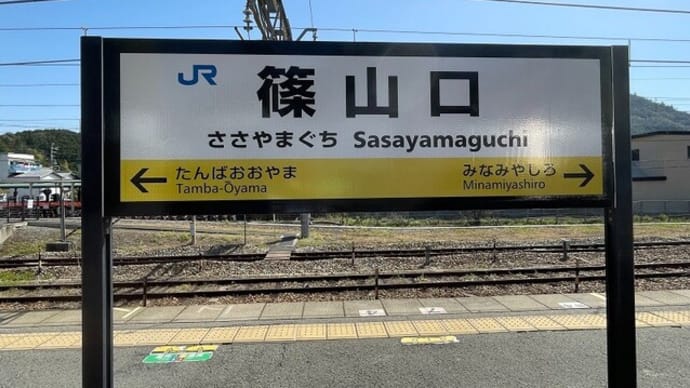 JR
篠山口
ささやまぐち Sasayamaguchi
← たんばおおやま みなみやしろ →
Tamba-Ōyama Minamiyashiro